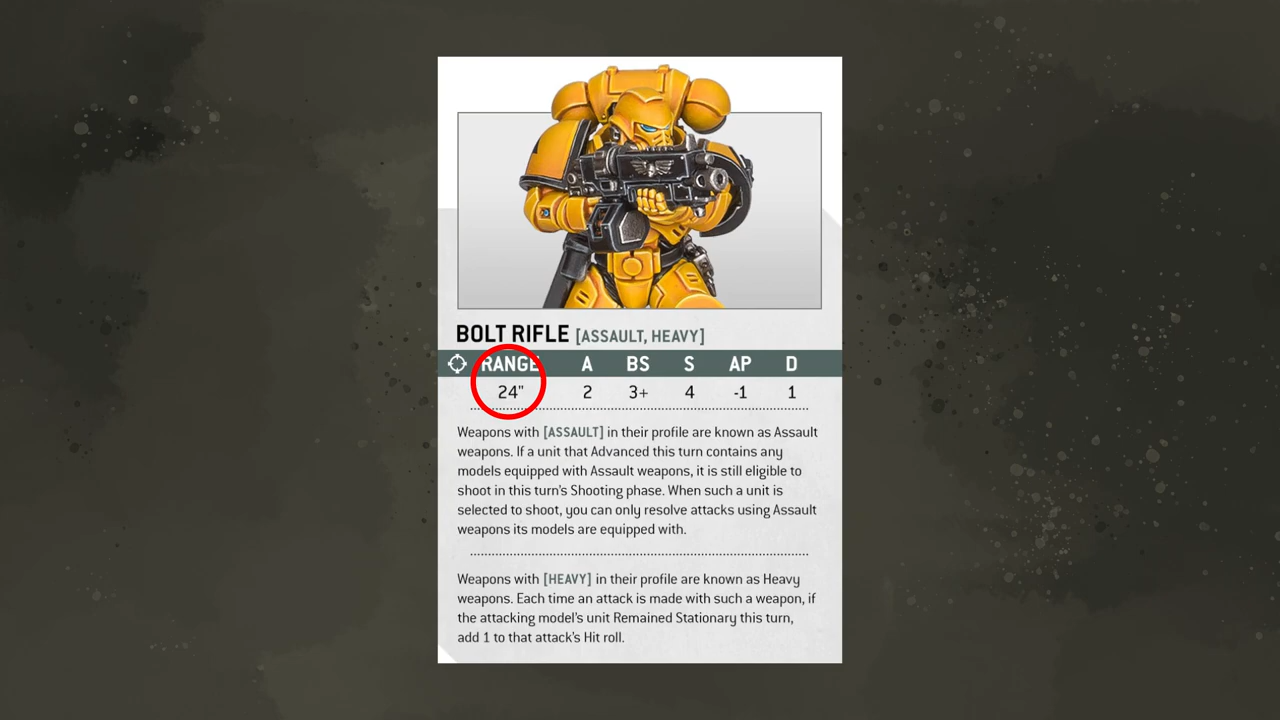 BOLT RIFLE [ASSAULT, HEAVY]
RANGE A BS S AP D
24" 2 3+ 4 -1 1
Weapons with [ASSAULT] in their profile are known as Assault
weapons. If a unit that Advanced this turn contains any
models equipped with Assault weapons, it is still eligible to
shoot in this turn's Shooting phase. When such a unit is
selected to shoot, you can only resolve attacks using Assault
weapons its models are equipped with.
Weapons with [HEAVY] in their profile are known as Heavy
weapons. Each time an attack is made with such a weapon, if
the attacking model's unit Remained Stationary this turn,
add 1 to that attack's Hit roll.